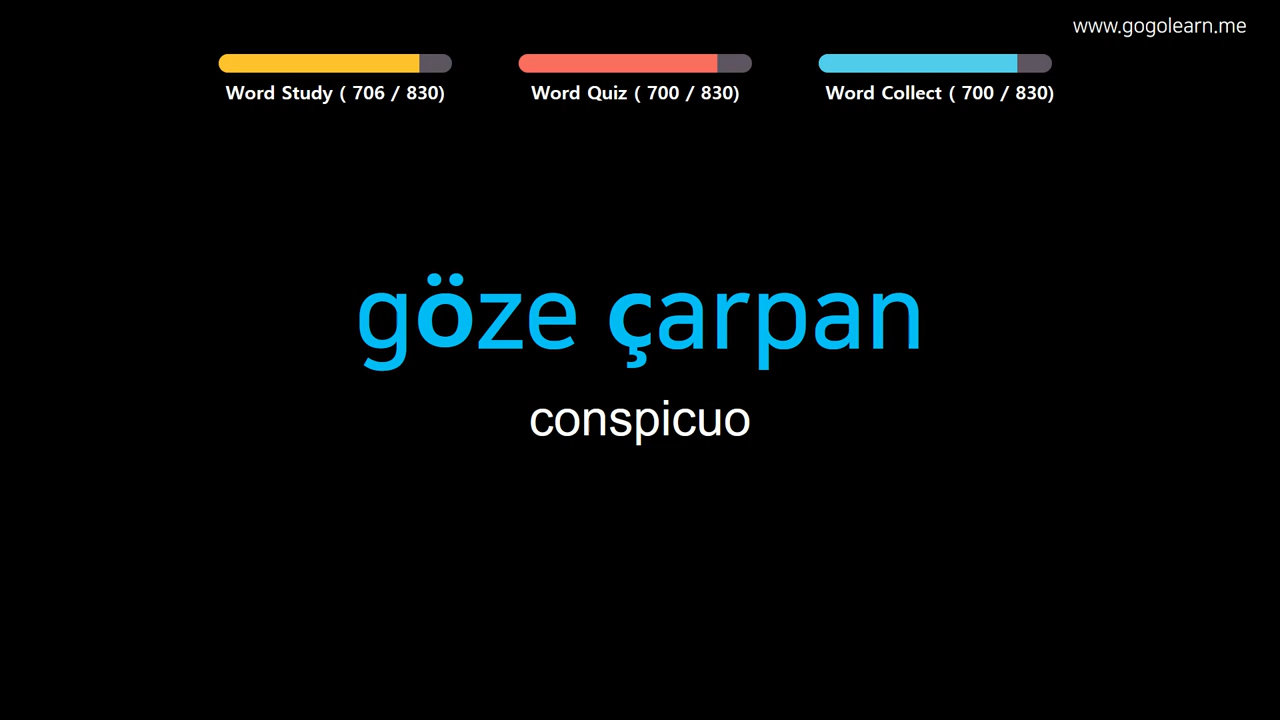 www.gogolearn.me
Word Study ( 706 / 830)
Word Quiz ( 700 / 830)
Word Collect ( 700 / 830)
göze çarpan
conspicuo